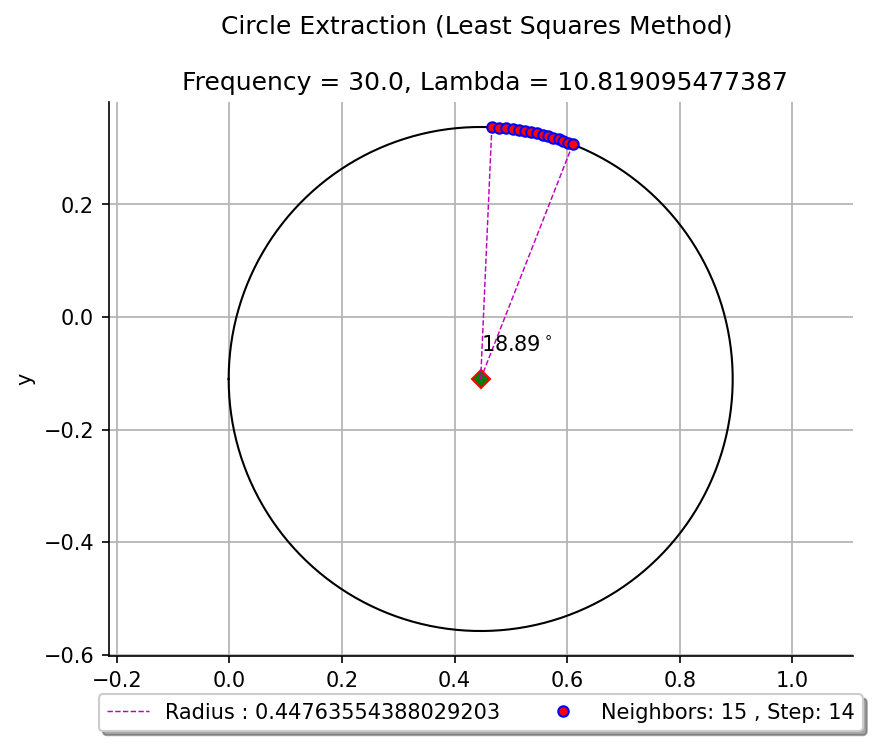 Circle Extraction (Least Squares Method)
Frequency = 30.0, Lambda = 10.819095477387
0.2
0.0
−0.2
−0.4
−0.6
y
18.89°
−0.2 0.0 0.2 0.4 0.6 0.8 1.0
Radius : 0.44763554388029203 Neighbors: 15 , Step: 14